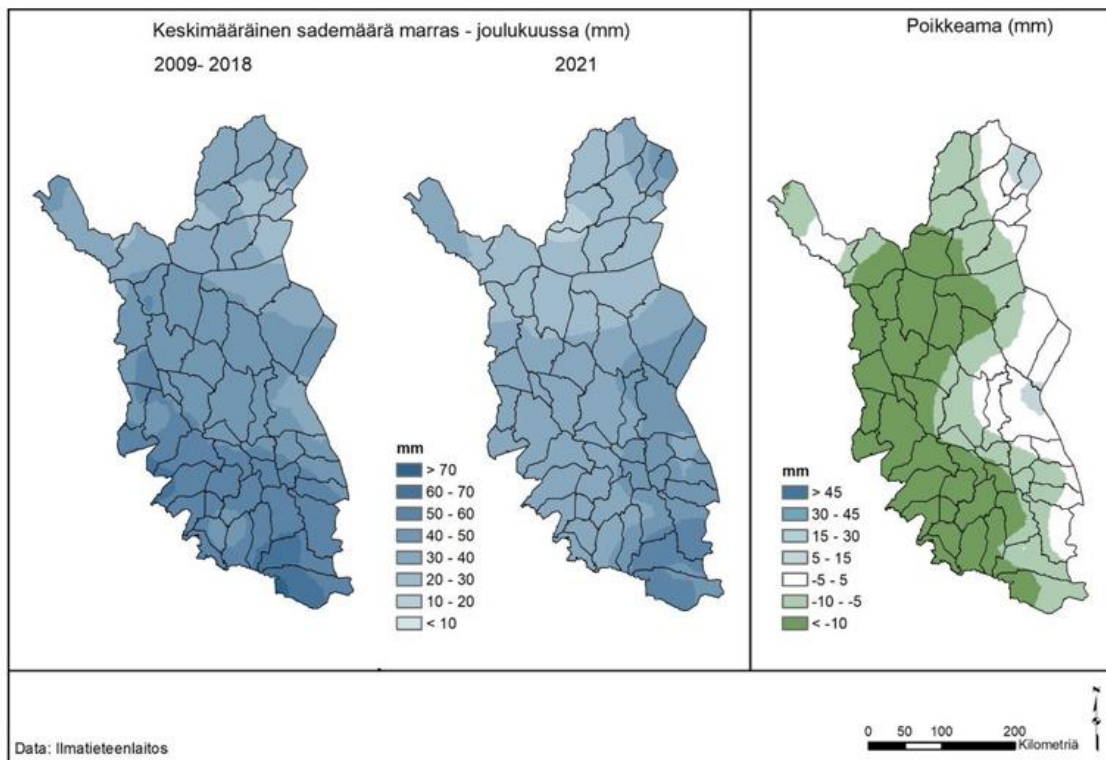 Keskimääräinen sademäärä marras - joulukuussa (mm)
2009- 2018
2021
mm
> 70
60 - 70
50 - 60
40 - 50
30 - 40
20 - 30
10 - 20
< 10
Poikkeama (mm)
mm
> 45
30 - 45
15 - 30
5 - 15
-5 - 5
-10 - -5
< -10
Data: Ilmatieteenlaitos
N
0 50 100 200
Kilometriä